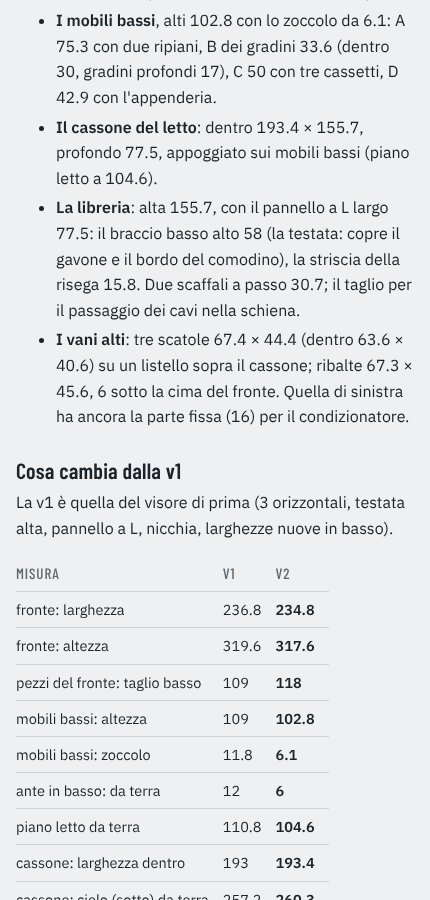 I mobili bassi, alti 102.8 con lo zoccolo da 6.1: A
75.3 con due ripiani, B dei gradini 33.6 (dentro
30, gradini profondi 17), C 50 con tre cassetti, D
42.9 con l'appenderia.
Il cassone del letto: dentro 193.4 × 155.7,
profondo 77.5, appoggiato sui mobili bassi (piano
letto a 104.6).
La libreria: alta 155.7, con il pannello a L largo
77.5: il braccio basso alto 58 (la testata: copre il
gavone e il bordo del comodino), la striscia della
risega 15.8. Due scaffali a passo 30.7; il taglio per
il passaggio dei cavi nella schiena.
I vani alti: tre scatole 67.4 × 44.4 (dentro 63.6 ×
40.6) su un listello sopra il cassone; ribalte 67.3 ×
45.6, 6 sotto la cima del fronte. Quella di sinistra
ha ancora la parte fissa (16) per il condizionatore.
Cosa cambia dalla v1
La v1 è quella del visore di prima (3 orizzontali, testata
alta, pannello a L, nicchia, larghezze nuove in basso).
MISURA V1 V2
fronte: larghezza 236.8 234.8
fronte: altezza 319.6 317.6
pezzi del fronte: taglio basso 109 118
mobili bassi: altezza 109 102.8
mobili bassi: zoccolo 11.8 6.1
ante in basso: da terra 12 6
piano letto da terra 110.8 104.6
cassone: larghezza dentro 193 193.4
cassone: cielo (sotto) da terra 257.2 260.3